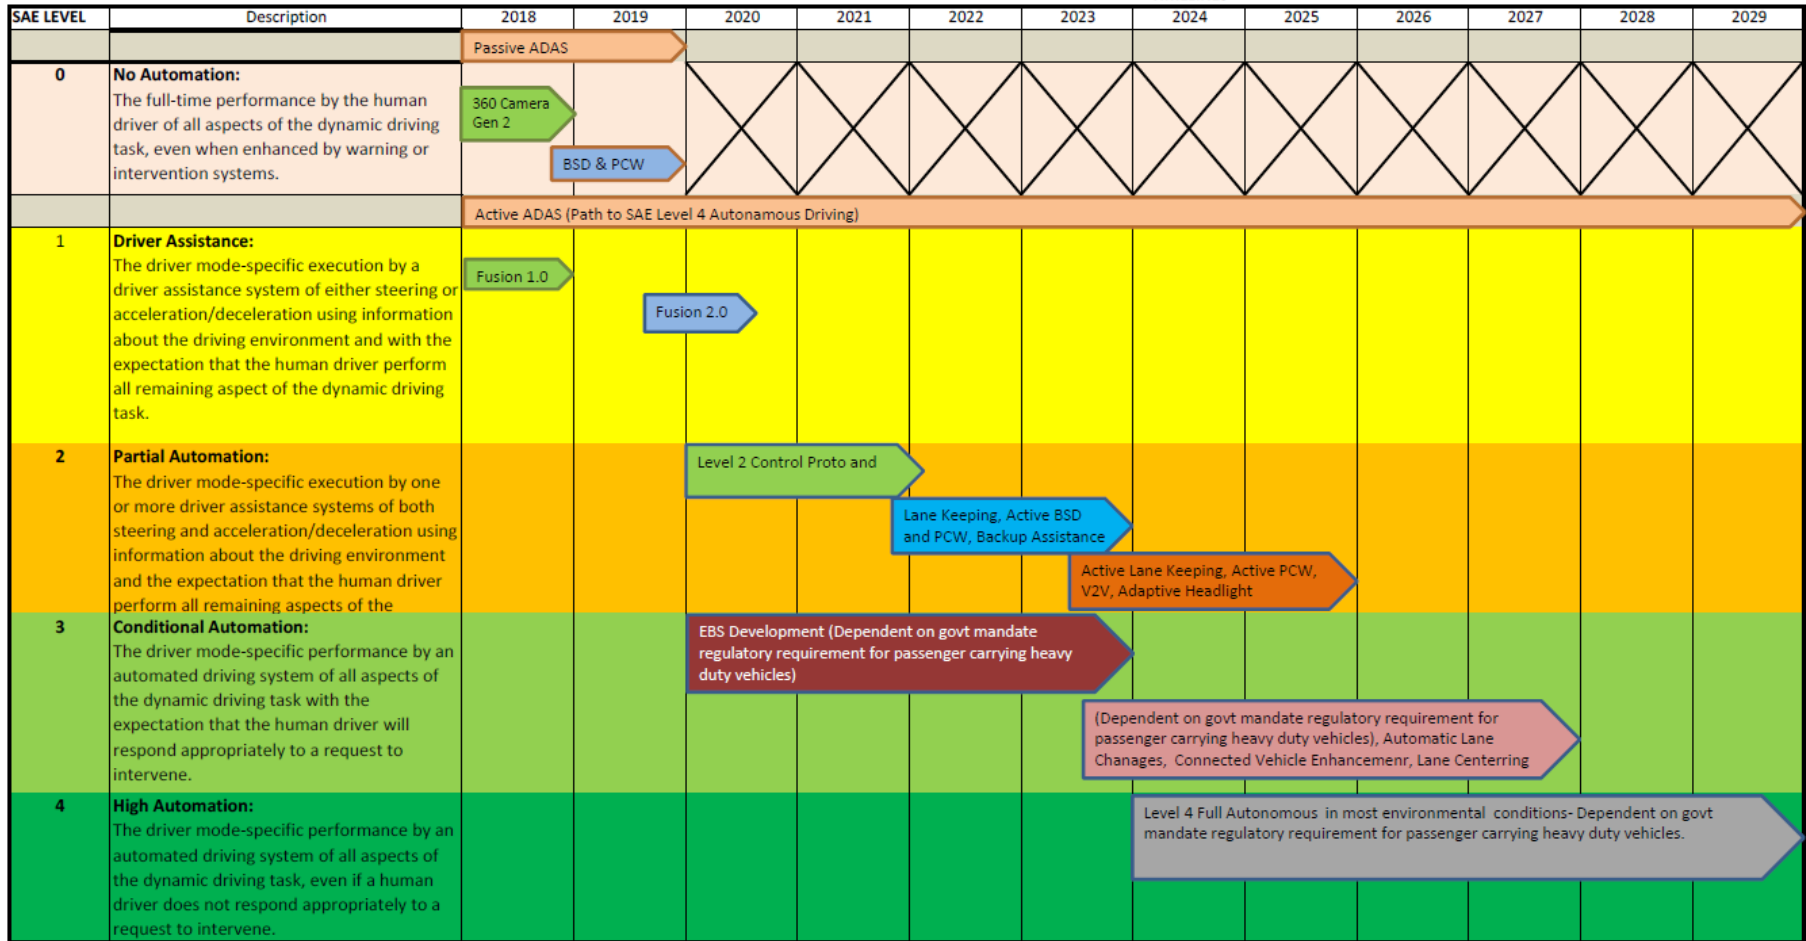 SAE LEVEL Description 2018 2019 2020 2021 2022 2023 2024 2025 2026 2027 2028 2029
Passive ADAS
0 No Automation:
The full-time performance by the human
driver of all aspects of the dynamic driving
task, even when enhanced by warning or
intervention systems.
360 Camera
Gen 2
BSD & PCW
Active ADAS (Path to SAE Level 4 Autonamous Driving)
1 Driver Assistance:
The driver mode-specific execution by a
driver assistance system of either steering or
acceleration/deceleration using information
about the driving environment and with the
expectation that the human driver perform
all remaining aspect of the dynamic driving
task.
Fusion 1.0
Fusion 2.0
2 Partial Automation:
The driver mode-specific execution by one
or more driver assistance systems of both
steering and acceleration/deceleration using
information about the driving environment
and the expectation that the human driver
perform all remaining aspects of the
Level 2 Control Proto and
Lane Keeping, Active BSD
and PCW, Backup Assistance
Active Lane Keeping, Active PCW,
V2V, Adaptive Headlight
3 Conditional Automation:
The driver mode-specific performance by an
automated driving system of all aspects of
the dynamic driving task with the
expectation that the human driver will
respond appropriately to a request to
intervene.
EBS Development (Dependent on govt mandate
regulatory requirement for passenger carrying heavy
duty vehicles)
(Dependent on govt mandate regulatory requirement for
passenger carrying heavy duty vehicles), Automatic Lane
Chanages, Connected Vehicle Enhancemenr, Lane Centerring
4 High Automation:
The driver mode-specific performance by an
automated driving system of all aspects of
the dynamic driving task, even if a human
driver does not respond appropriately to a
request to intervene.
Level 4 Full Autonomous in most environmental conditions- Dependent on govt
mandate regulatory requirement for passenger carrying heavy duty vehicles.